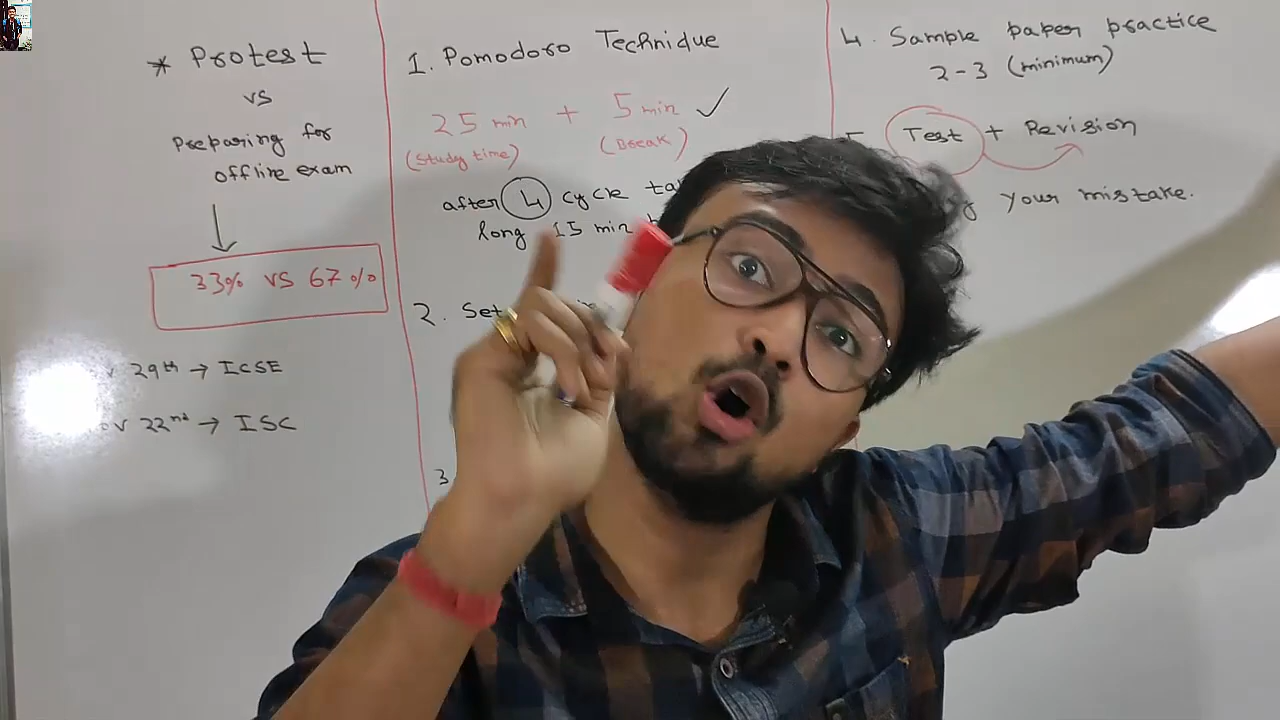 * Protest
vs
Preparing for
offline exam
33% vs 67%
29th → ICSE
22nd → ISC
1. Pomodoro Technique
25 min + 5 min ✓
(Study time) (Break)
after 4 cycle
long 15 min
2. Set
3
4. Sample paper practice
2-3 (minimum)
Test + Revision
your mistake.